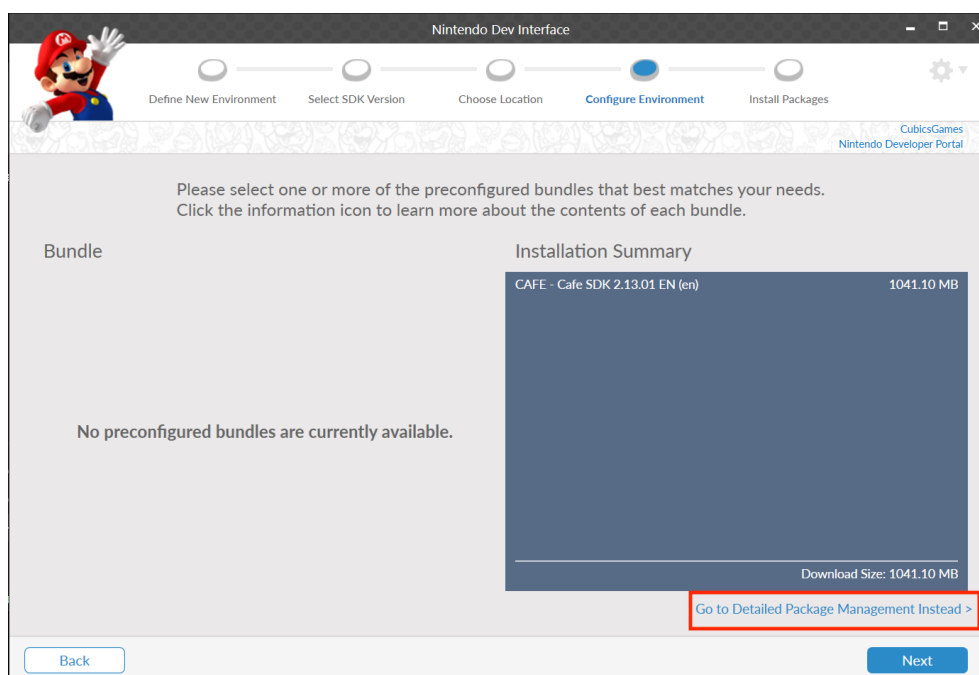 Nintendo Dev Interface
Define New Environment
Select SDK Version
Choose Location
Configure Environment
Install Packages
CubicsGames
Nintendo Developer Portal
Please select one or more of the preconfigured bundles that best matches your needs.
Click the information icon to learn more about the contents of each bundle.
Bundle
No preconfigured bundles are currently available.
Installation Summary
CAFE - Cafe SDK 2.13.01 EN (en) 1041.10 MB
Download Size: 1041.10 MB
Go to Detailed Package Management Instead >
Back
Next